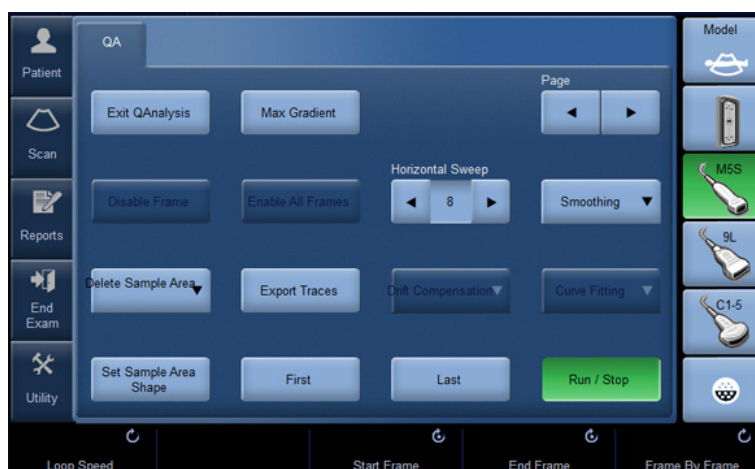 QA
Model
Patient
Page
Exit QAnalysis
Max Gradient
Scan
Horizontal Sweep
M5S
Disable Frame
Enable All Frames
8
Smoothing
Reports
9L
Delete Sample Area
Export Traces
Drift Compensation
Curve Fitting
End
Exam
C1-5
Set Sample Area
Shape
First
Last
Run / Stop
Utility
Loop Speed
Start Frame
End Frame
Frame By Frame